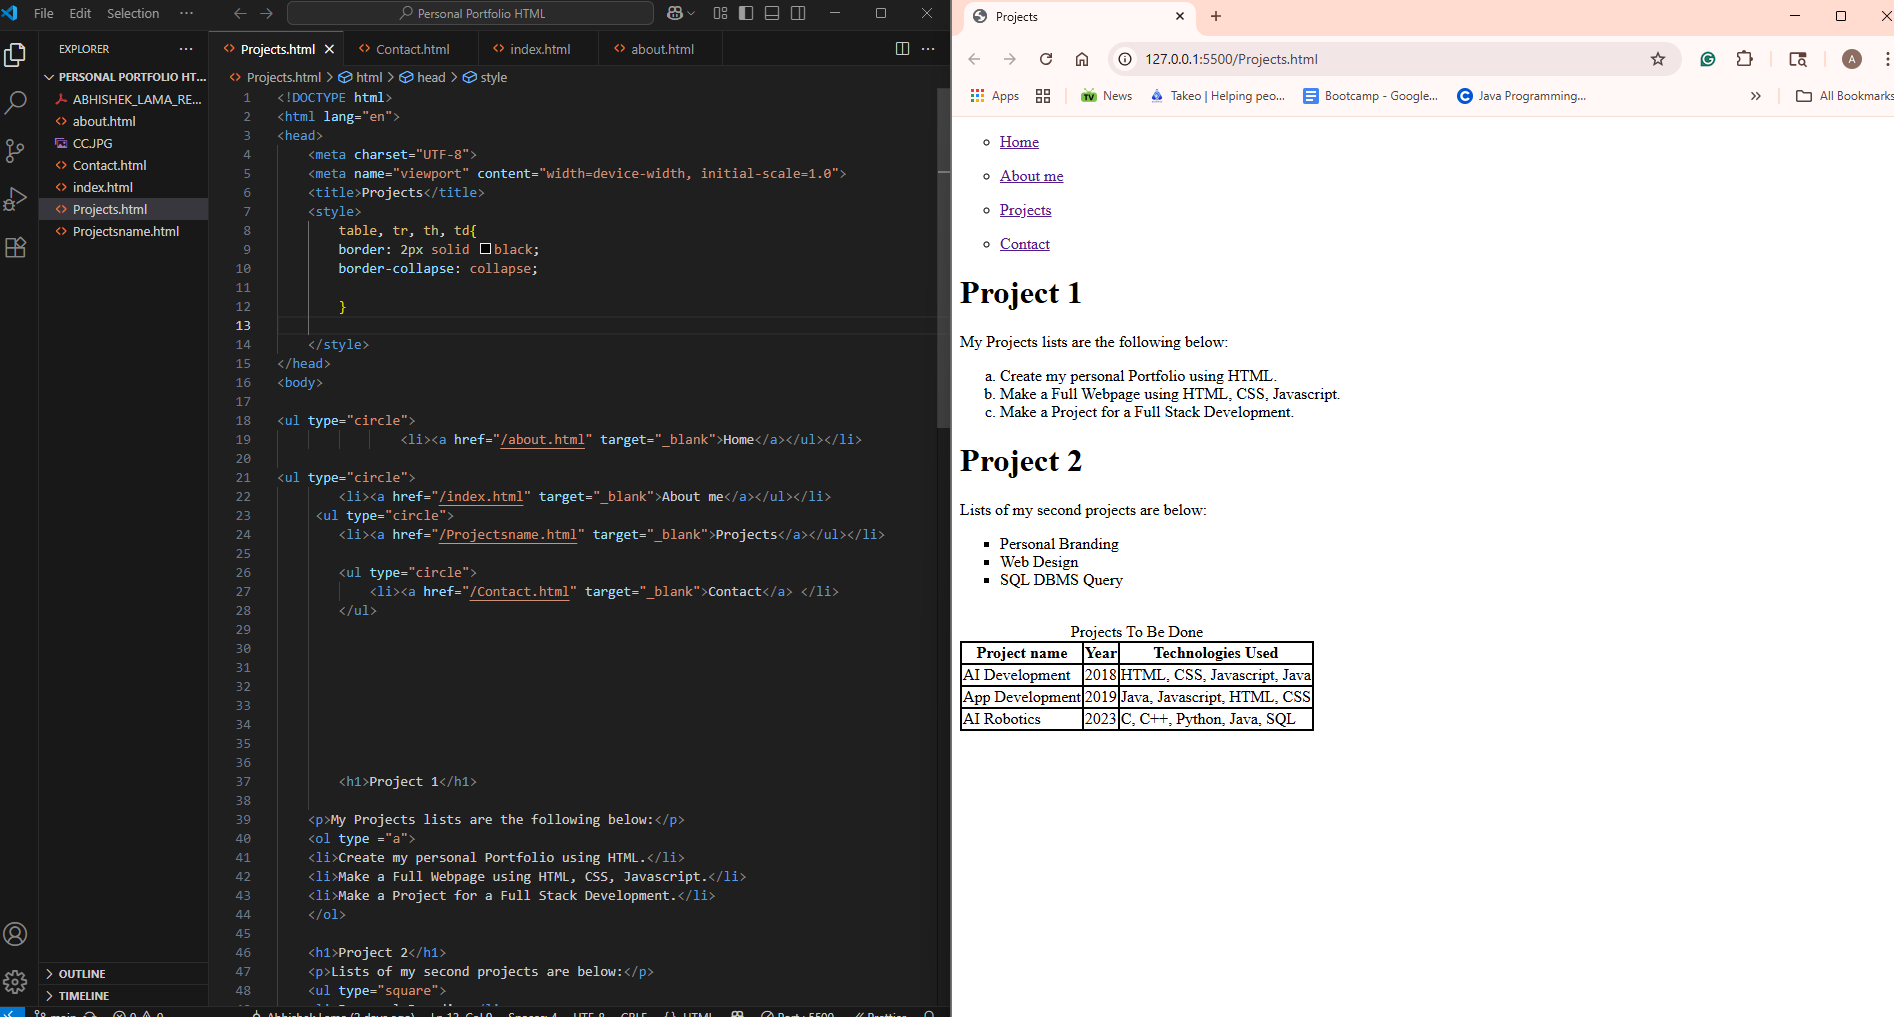 File Edit Selection ··· Personal Portfolio HTML
EXPLORER ···
PERSONAL PORTFOLIO HT...
ABHISHEK_LAMA_RE...
about.html
CC.JPG
Contact.html
index.html
Projects.html
Projectsname.html
OUTLINE
TIMELINE
Projects.html Contact.html index.html about.html
Projects.html > html > head > style
1 <!DOCTYPE html>
2 <html lang="en">
3 <head>
4 <meta charset="UTF-8">
5 <meta name="viewport" content="width=device-width, initial-scale=1.0">
6 <title>Projects</title>
7 <style>
8 table, tr, th, td{
9 border: 2px solid black;
10 border-collapse: collapse;
11
12 }
13
14 </style>
15 </head>
16 <body>
17
18 <ul type="circle">
19 <li><a href="/about.html" target="_blank">Home</a></ul></li>
20
21 <ul type="circle">
22 <li><a href="/index.html" target="_blank">About me</a></ul></li>
23 <ul type="circle">
24 <li><a href="/Projectsname.html" target="_blank">Projects</a></ul></li>
25
26 <ul type="circle">
27 <li><a href="/Contact.html" target="_blank">Contact</a> </li>
28 </ul>
29
30
31
32
33
34
35
36
37 <h1>Project 1</h1>
38
39 <p>My Projects lists are the following below:</p>
40 <ol type ="a">
41 <li>Create my personal Portfolio using HTML.</li>
42 <li>Make a Full Webpage using HTML, CSS, Javascript.</li>
43 <li>Make a Project for a Full Stack Development.</li>
44 </ol>
45
46 <h1>Project 2</h1>
47 <p>Lists of my second projects are below:</p>
48 <ul type="square">
Projects
127.0.0.1:5500/Projects.html A
Apps News Takeo | Helping peo... Bootcamp - Google... Java Programming... » All Bookmarks
Home
About me
Projects
Contact
Project 1
My Projects lists are the following below:
a. Create my personal Portfolio using HTML.
b. Make a Full Webpage using HTML, CSS, Javascript.
c. Make a Project for a Full Stack Development.
Project 2
Lists of my second projects are below:
Personal Branding
Web Design
SQL DBMS Query
Projects To Be Done
Project name Year Technologies Used
AI Development 2018 HTML, CSS, Javascript, Java
App Development 2019 Java, Javascript, HTML, CSS
AI Robotics 2023 C, C++, Python, Java, SQL